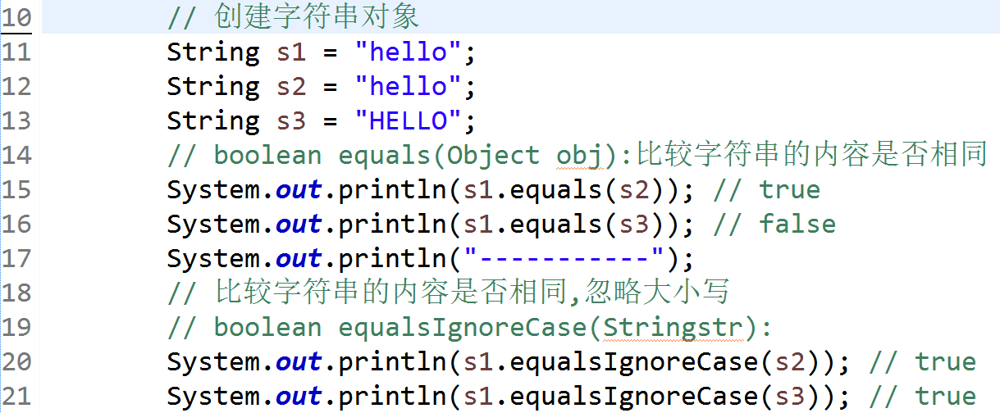 10 // 创建字符串对象
11 String s1 = "hello";
12 String s2 = "hello";
13 String s3 = "HELLO";
14 // boolean equals(Object obj):比较字符串的内容是否相同
15 System.out.println(s1.equals(s2)); // true
16 System.out.println(s1.equals(s3)); // false
17 System.out.println("-----------");
18 // 比较字符串的内容是否相同,忽略大小写
19 // boolean equalsIgnoreCase(Stringstr):
20 System.out.println(s1.equalsIgnoreCase(s2)); // true
21 System.out.println(s1.equalsIgnoreCase(s3)); // true